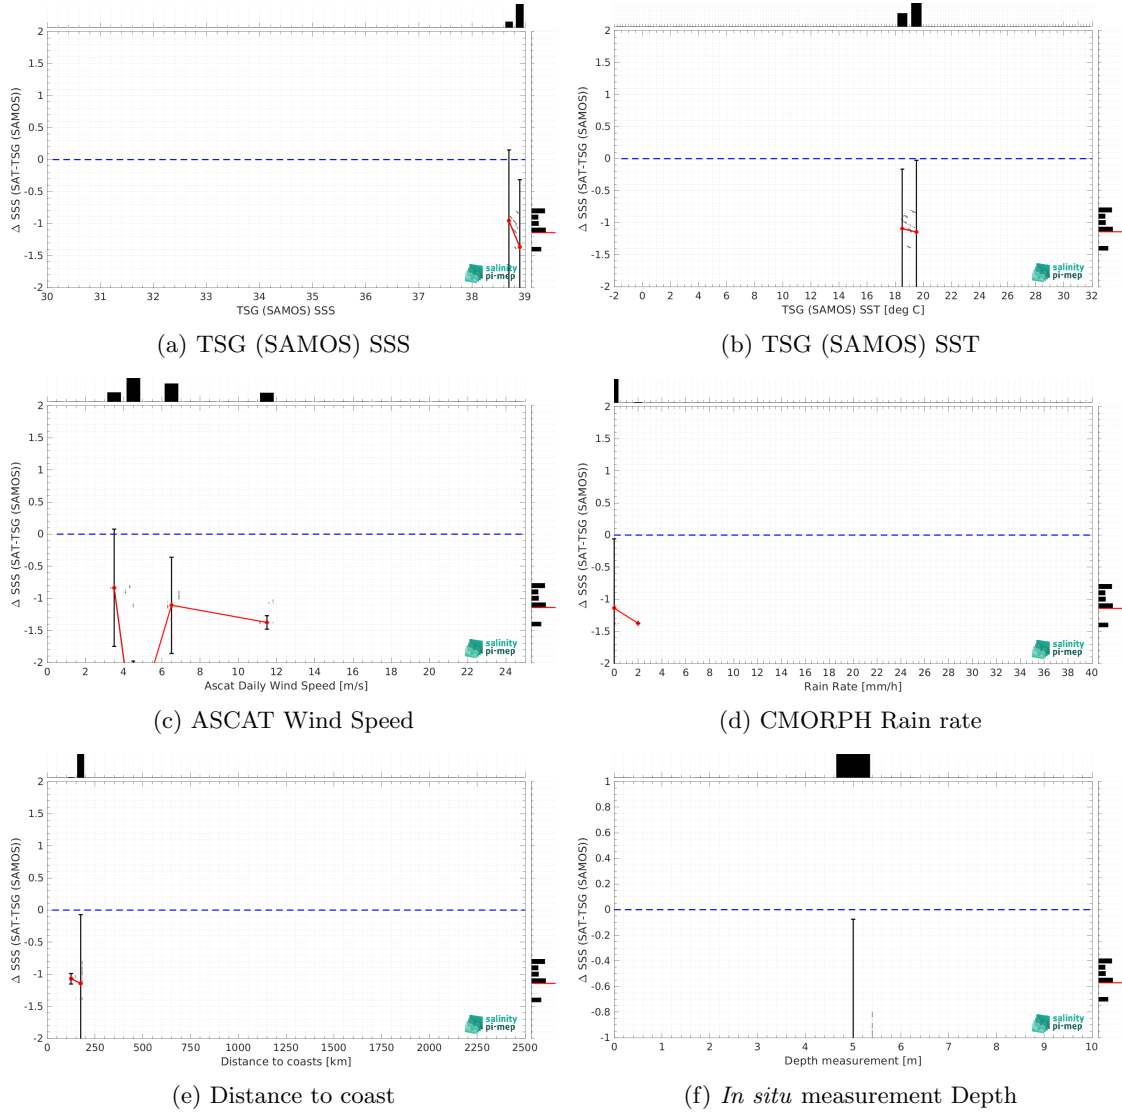 2
1.5
1
0.5
0
-0.5
-1
-1.5
-2
Δ SSS (SAT-TSG (SAMOS))
30 31 32 33 34 35 36 37 38 39
TSG (SAMOS) SSS
salinity
pi-mep
(a) TSG (SAMOS) SSS
2
1.5
1
0.5
0
-0.5
-1
-1.5
-2
Δ SSS (SAT-TSG (SAMOS))
-2 0 2 4 6 8 10 12 14 16 18 20 22 24 26 28 30 32
TSG (SAMOS) SST [deg C]
salinity
pi-mep
(b) TSG (SAMOS) SST
2
1.5
1
0.5
0
-0.5
-1
-1.5
-2
Δ SSS (SAT-TSG (SAMOS))
0 2 4 6 8 10 12 14 16 18 20 22 24
Ascat Daily Wind Speed [m/s]
salinity
pi-mep
(c) ASCAT Wind Speed
2
1.5
1
0.5
0
-0.5
-1
-1.5
-2
Δ SSS (SAT-TSG (SAMOS))
0 2 4 6 8 10 12 14 16 18 20 22 24 26 28 30 32 34 36 38 40
Rain Rate [mm/h]
salinity
pi-mep
(d) CMORPH Rain rate
2
1.5
1
0.5
0
-0.5
-1
-1.5
-2
Δ SSS (SAT-TSG (SAMOS))
0 250 500 750 1000 1250 1500 1750 2000 2250 2500
Distance to coasts [km]
salinity
pi-mep
(e) Distance to coast
1
0.8
0.6
0.4
0.2
0
-0.2
-0.4
-0.6
-0.8
-1
Δ SSS (SAT-TSG (SAMOS))
0 1 2 3 4 5 6 7 8 9 10
Depth measurement [m]
salinity
pi-mep
(f) In situ measurement Depth